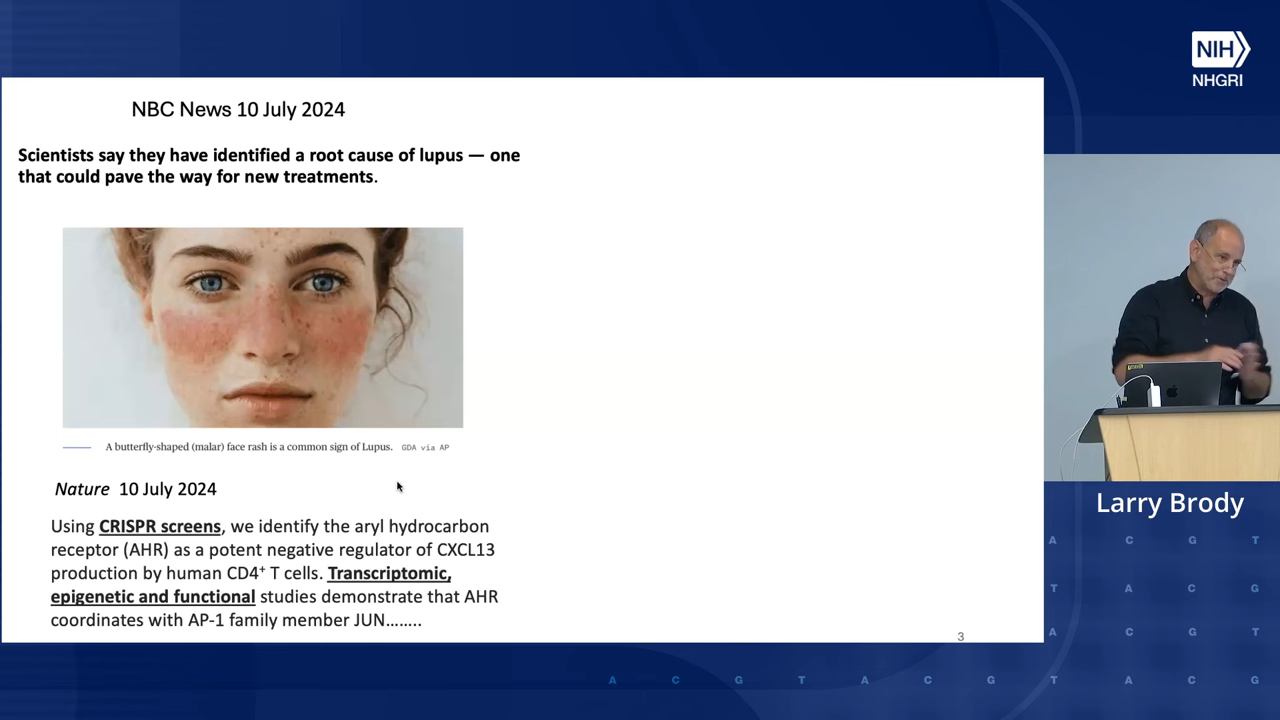 NIH
NHGRI
NBC News 10 July 2024
Scientists say they have identified a root cause of lupus — one
that could pave the way for new treatments.
A butterfly-shaped (malar) face rash is a common sign of Lupus. GDA via AP
Nature 10 July 2024
Using CRISPR screens, we identify the aryl hydrocarbon
receptor (AHR) as a potent negative regulator of CXCL13
production by human CD4⁺ T cells. Transcriptomic,
epigenetic and functional studies demonstrate that AHR
coordinates with AP-1 family member JUN……..
3
Larry Brody
A C G T
T A C G
A C G T
A C G T A C G T A C G